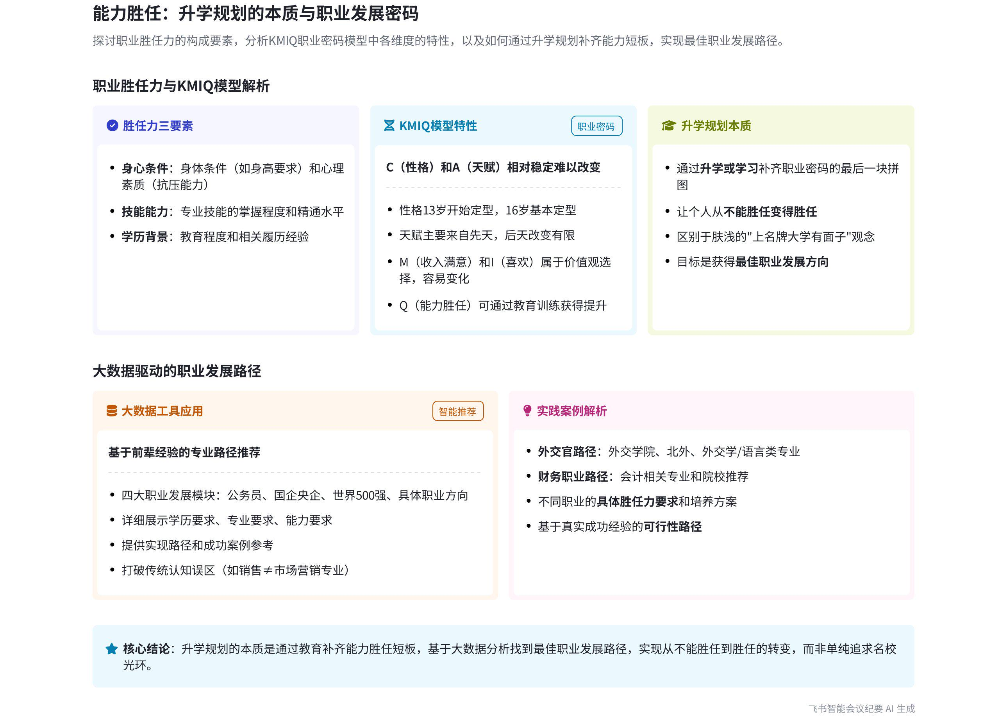 能力胜任：升学规划的本质与职业发展密码
探讨职业胜任力的构成要素，分析KMIQ职业密码模型中各维度的特性，以及如何通过升学规划补齐能力短板，实现最佳职业发展路径。
职业胜任力与KMIQ模型解析
胜任力三要素
身心条件：身体条件（如身高要求）和心理
素质（抗压能力）
技能能力：专业技能的掌握程度和精通水平
学历背景：教育程度和相关履历经验
KMIQ模型特性
职业密码
C（性格）和A（天赋）相对稳定难以改变
性格13岁开始定型，16岁基本定型
天赋主要来自先天，后天改变有限
M（收入满意）和I（喜欢）属于价值观选
择，容易变化
Q（能力胜任）可通过教育训练获得提升
升学规划本质
通过升学或学习补齐职业密码的最后一块拼
图
让个人从不能胜任变得胜任
区别于肤浅的"上名牌大学有面子"观念
目标是获得最佳职业发展方向
大数据驱动的职业发展路径
大数据工具应用
智能推荐
基于前辈经验的专业路径推荐
四大职业发展模块：公务员、国企央企、世界500强、具体职业方向
详细展示学历要求、专业要求、能力要求
提供实现路径和成功案例参考
打破传统认知误区（如销售≠市场营销专业）
实践案例解析
外交官路径：外交学院、北外、外交学/语言类专业
财务职业路径：会计相关专业和院校推荐
不同职业的具体胜任力要求和培养方案
基于真实成功经验的可行性路径
核心结论：升学规划的本质是通过教育补齐能力胜任短板，基于大数据分析找到最佳职业发展路径，实现从不能胜任到胜任的转变，而非单纯追求名校
光环。
飞书智能会议纪要 AI 生成